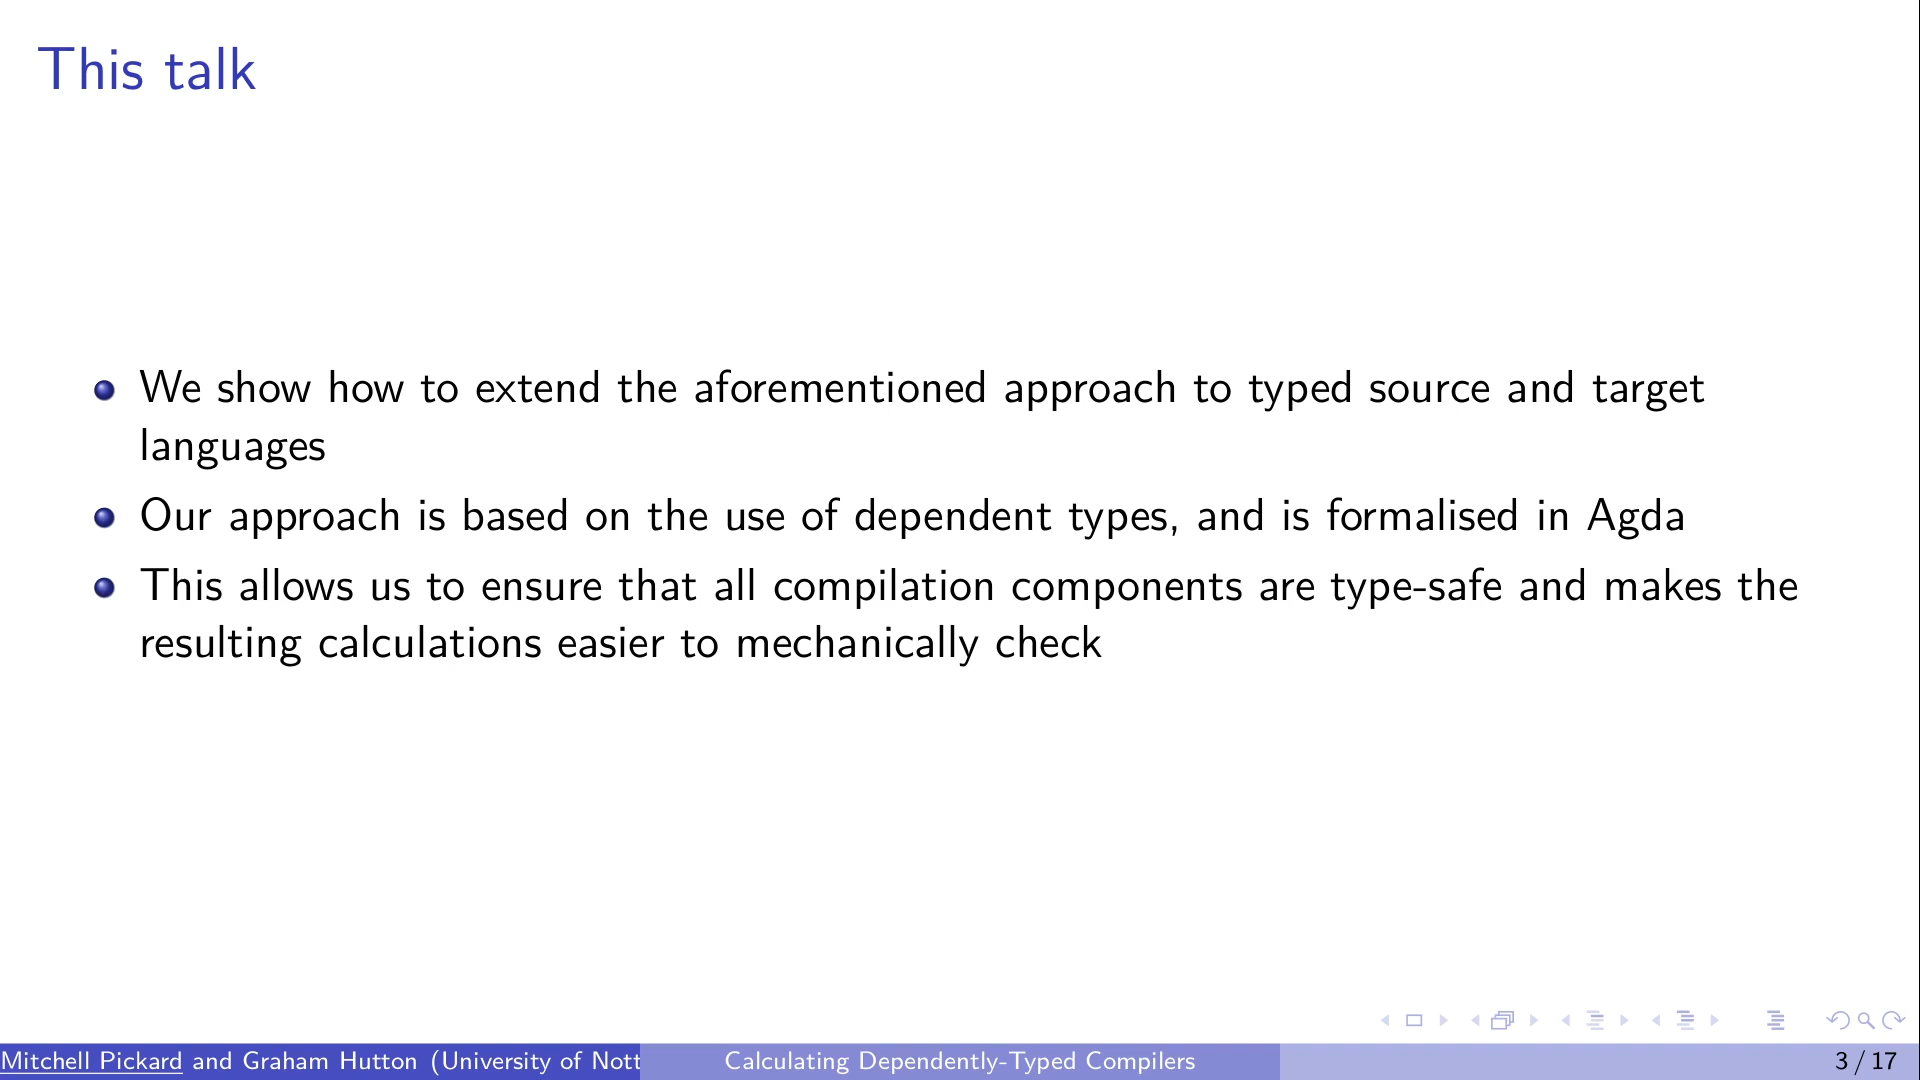 This talk
We show how to extend the aforementioned approach to typed source and target
languages
Our approach is based on the use of dependent types, and is formalised in Agda
This allows us to ensure that all compilation components are type-safe and makes the
resulting calculations easier to mechanically check
Mitchell Pickard and Graham Hutton (University of Nott
Calculating Dependently-Typed Compilers
3 / 17